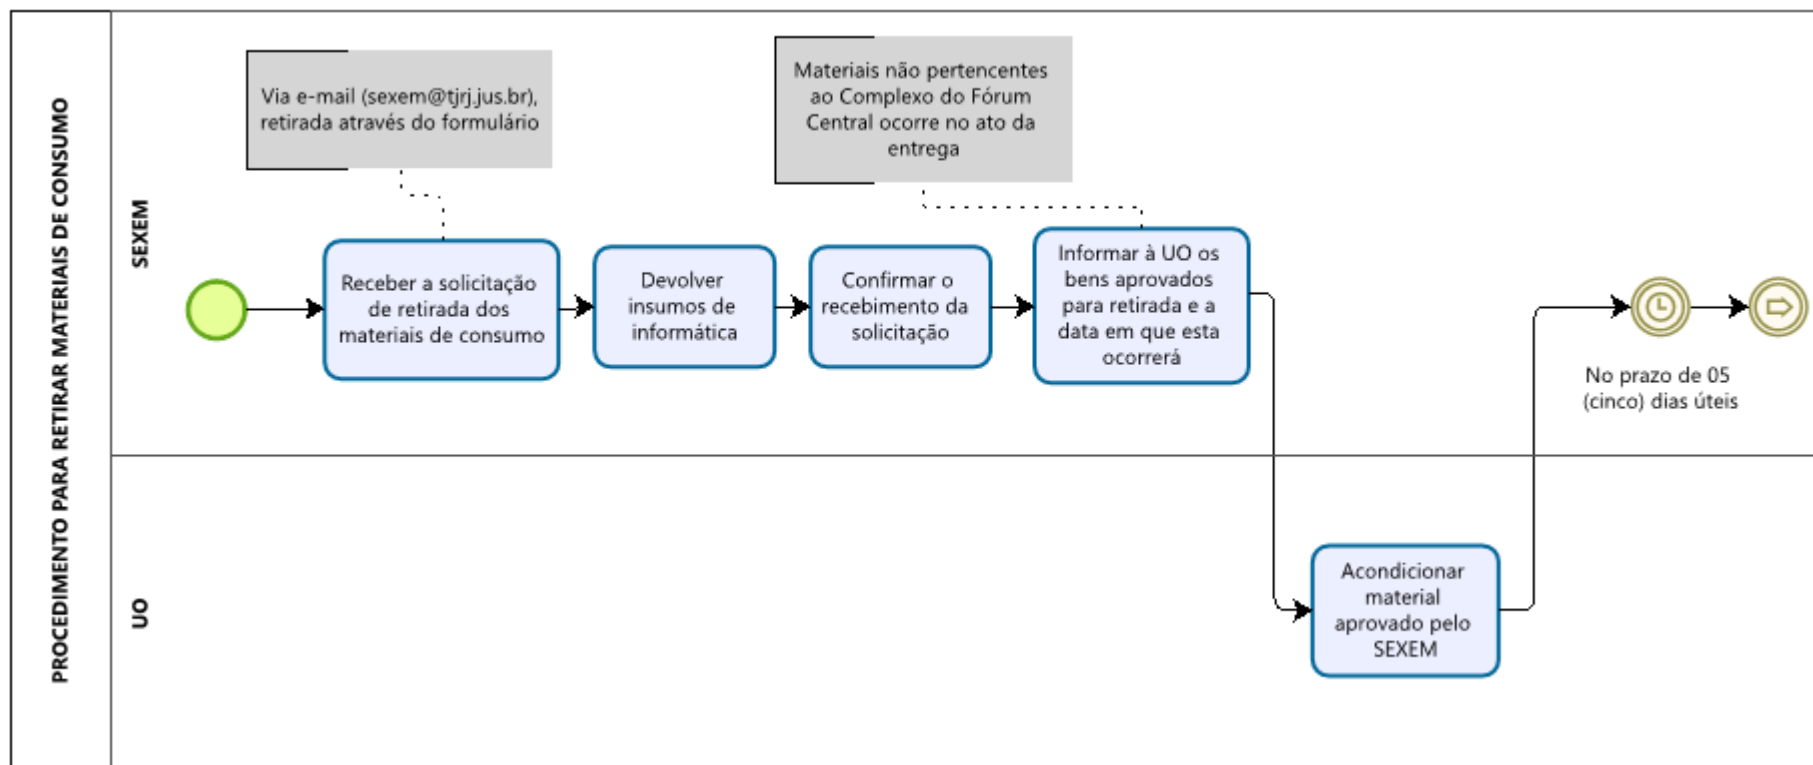 PROCEDIMENTO PARA RETIRAR MATERIAIS DE CONSUMO
SEXEM
Via e-mail (sexem@tjrj.jus.br),
retirada através do formulário
Materiais não pertencentes
ao Complexo do Fórum
Central ocorre no ato da
entrega
Receber a solicitação
de retirada dos
materiais de consumo
Devolver
insumos de
informática
Confirmar o
recebimento da
solicitação
Informar à UO os
bens aprovados
para retirada e a
data em que esta
ocorrerá
No prazo de 05
(cinco) dias úteis
UO
Acondicionar
material
aprovado pelo
SEXEM